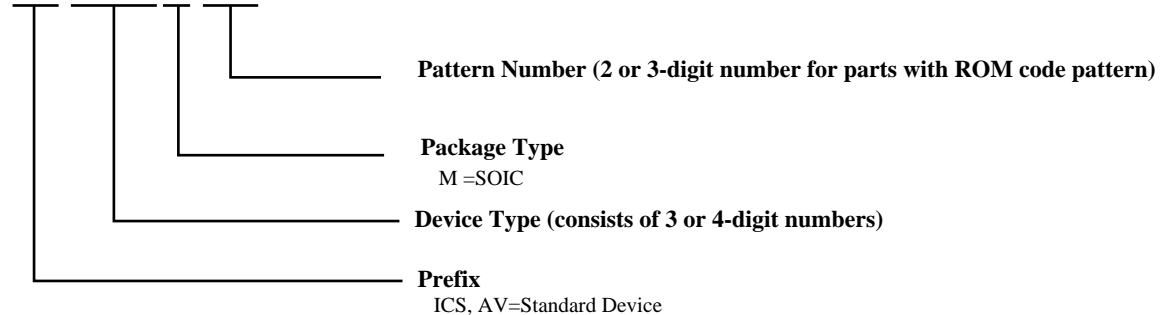 Pattern Number (2 or 3-digit number for parts with ROM code pattern)
Package Type
M =SOIC
Device Type (consists of 3 or 4-digit numbers)
Prefix
ICS, AV=Standard Device